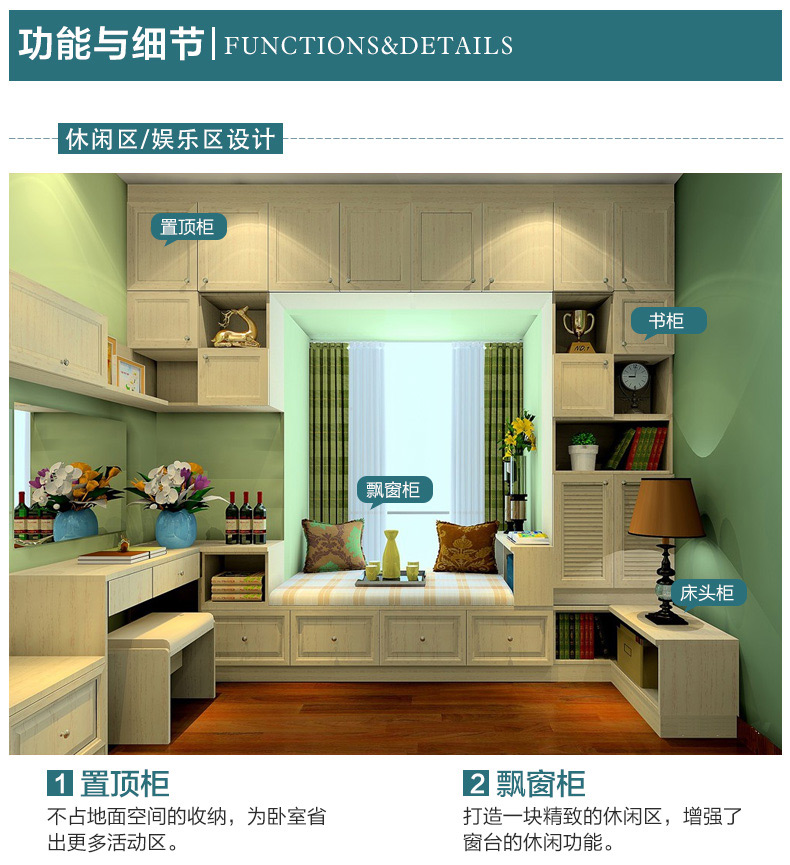 功能与细节|FUNCTIONS&DETAILS
休闲区/娱乐区设计
置顶柜
书柜
NO.1
飘窗柜
床头柜
1 置顶柜
不占地面空间的收纳，为卧室省
出更多活动区。
2 飘窗柜
打造一块精致的休闲区，增强了
窗台的休闲功能。